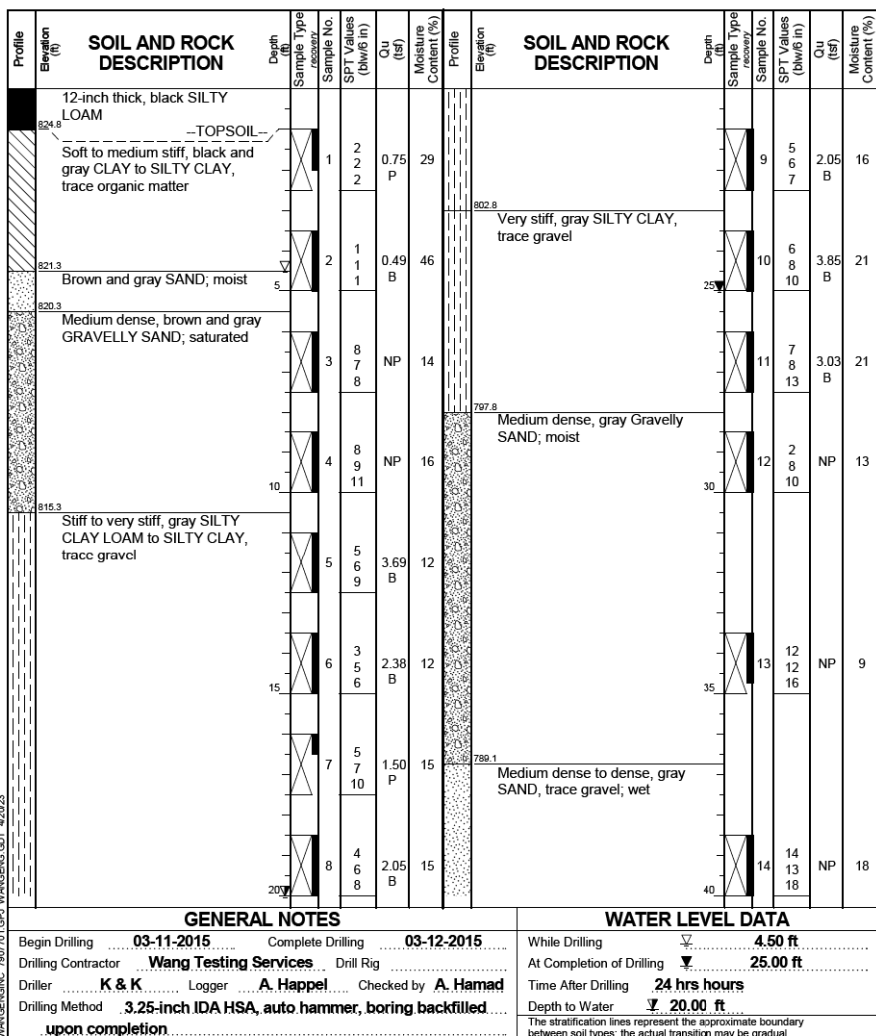 Profile
Elevation
(ft)
SOIL AND ROCK
DESCRIPTION
Depth
(ft)
Sample Type
recovery
Sample No.
SPT Values
(blw/6 in)
Qu
(tsf)
Moisture
Content (%)
12-inch thick, black SILTY
LOAM
824.8
--TOPSOIL--
Soft to medium stiff, black and
gray CLAY to SILTY CLAY,
trace organic matter
1
2
2
2
0.75
P
29
2
1
1
1
0.49
B
46
821.3
5
Brown and gray SAND; moist
820.3
Medium dense, brown and gray
GRAVELLY SAND; saturated
3
8
7
8
NP
14
4
8
9
11
NP
16
10
815.3
Stiff to very stiff, gray SILTY
CLAY LOAM to SILTY CLAY,
trace gravel
5
5
6
9
3.69
B
12
6
3
5
6
2.38
B
12
15
7
5
7
10
1.50
P
15
8
4
6
8
2.05
B
15
20
Profile
Elevation
(ft)
SOIL AND ROCK
DESCRIPTION
Depth
(ft)
Sample Type
recovery
Sample No.
SPT Values
(blw/6 in)
Qu
(tsf)
Moisture
Content (%)
9
5
6
7
2.05
B
16
802.8
Very stiff, gray SILTY CLAY,
trace gravel
10
6
8
10
3.85
B
21
25
11
7
8
13
3.03
B
21
797.8
Medium dense, gray Gravelly
SAND; moist
12
2
8
10
NP
13
30
13
12
12
16
NP
9
35
789.1
Medium dense to dense, gray
SAND, trace gravel; wet
14
14
13
18
NP
18
40
GENERAL NOTES
Begin Drilling 03-11-2015 Complete Drilling 03-12-2015
Drilling Contractor Wang Testing Services Drill Rig
Driller K & K Logger A. Happel Checked by A. Hamad
Drilling Method 3.25-inch IDA HSA, auto hammer, boring backfilled
upon completion
WATER LEVEL DATA
While Drilling 4.50 ft
At Completion of Drilling 25.00 ft
Time After Drilling 24 hrs hours
Depth to Water 20.00 ft
The stratification lines represent the approximate boundary
between soil types; the actual transition may be gradual.